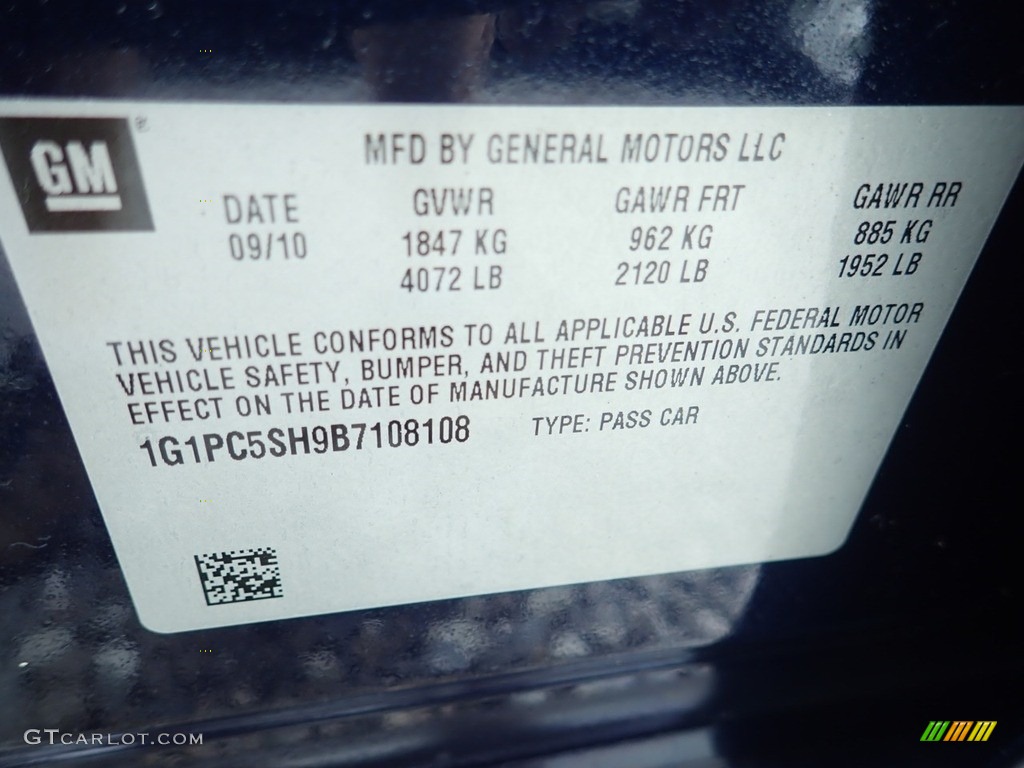 GM®
MFD BY GENERAL MOTORS LLC
DATE GVWR GAWR FRT GAWR RR
09/10 1847 KG 962 KG 885 KG
4072 LB 2120 LB 1952 LB
THIS VEHICLE CONFORMS TO ALL APPLICABLE U.S. FEDERAL MOTOR
VEHICLE SAFETY, BUMPER, AND THEFT PREVENTION STANDARDS IN
EFFECT ON THE DATE OF MANUFACTURE SHOWN ABOVE.
1G1PC5SH9B7108108 TYPE: PASS CAR
GTCARLOT.COM